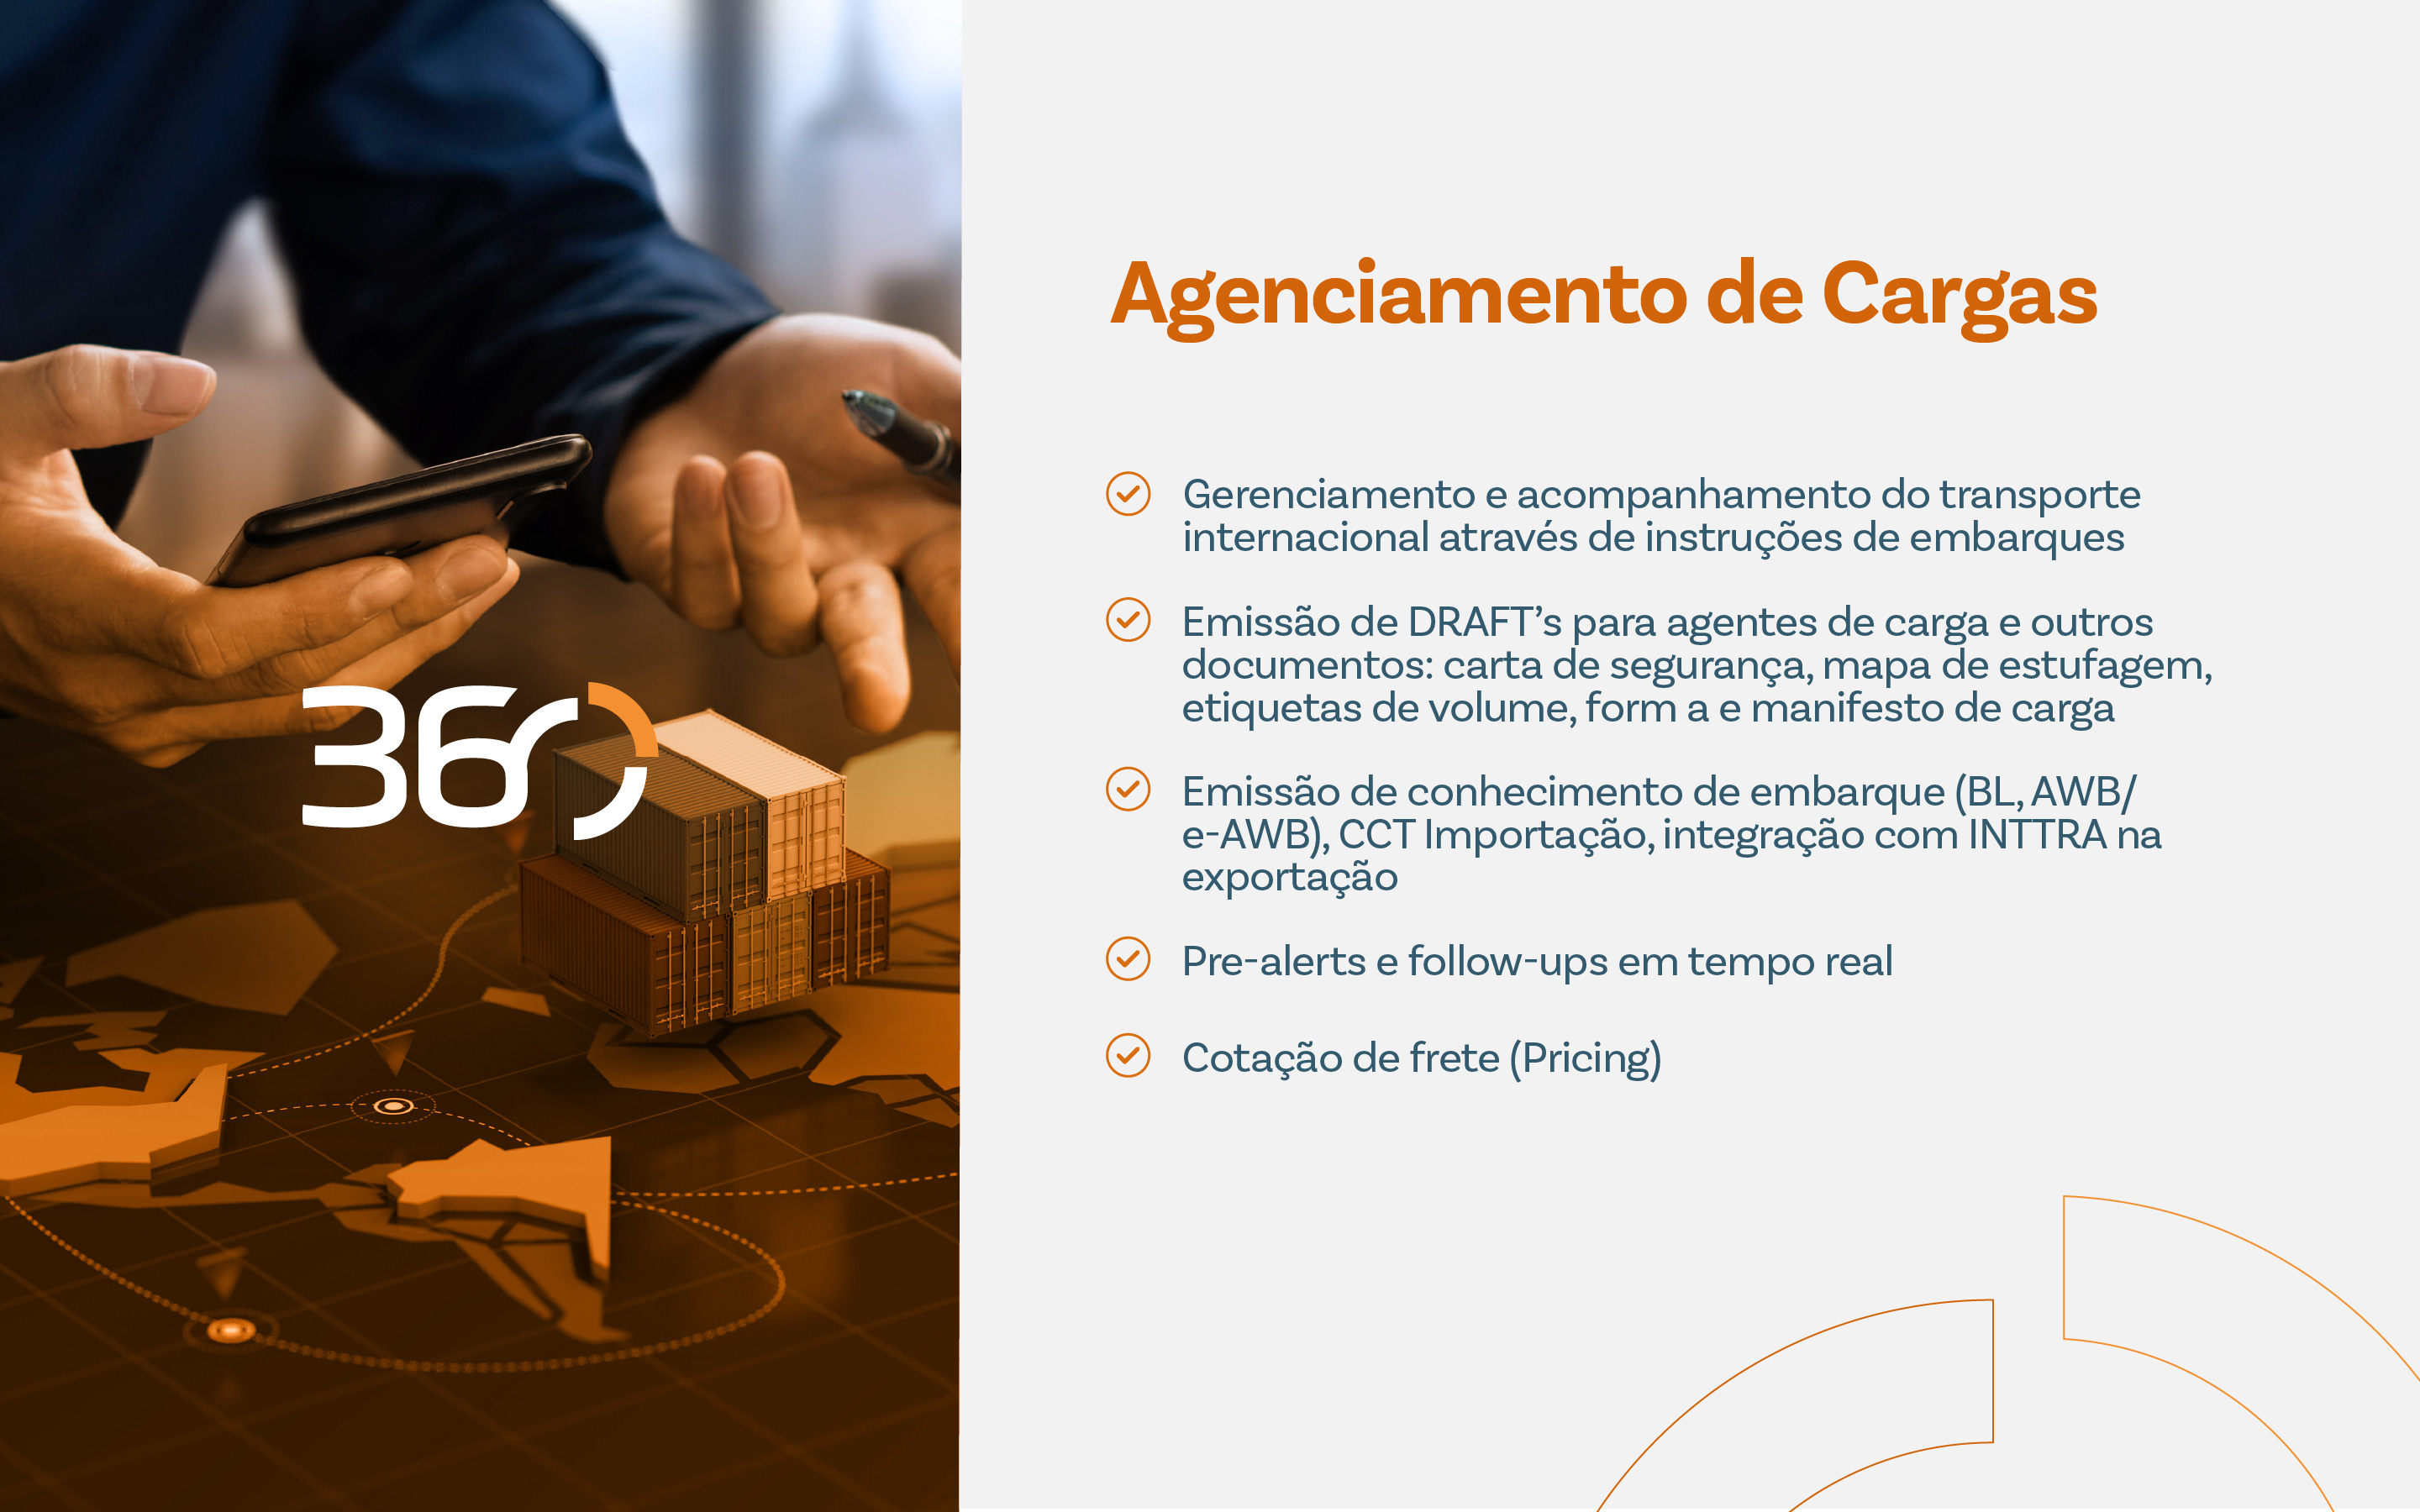 360
Agenciamento de Cargas
Gerenciamento e acompanhamento do transporte
internacional através de instruções de embarques
Emissão de DRAFT’s para agentes de carga e outros
documentos: carta de segurança, mapa de estufagem,
etiquetas de volume, form a e manifesto de carga
Emissão de conhecimento de embarque (BL, AWB/
e-AWB), CCT Importação, integração com INTTRA na
exportação
Pre-alerts e follow-ups em tempo real
Cotação de frete (Pricing)